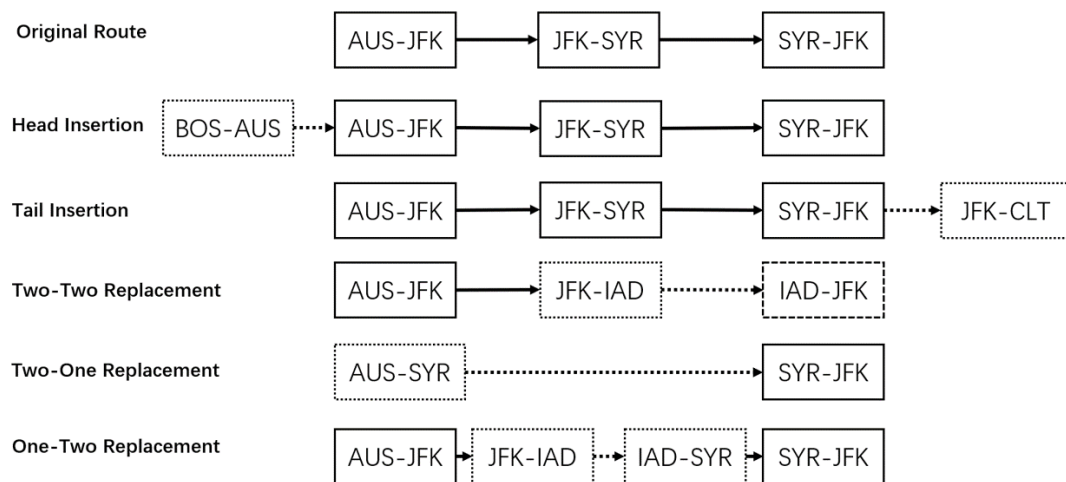 Original Route
AUS-JFK JFK-SYR SYR-JFK
Head Insertion BOS-AUS AUS-JFK JFK-SYR SYR-JFK
Tail Insertion AUS-JFK JFK-SYR SYR-JFK JFK-CLT
Two-Two Replacement AUS-JFK JFK-IAD IAD-JFK
Two-One Replacement AUS-SYR SYR-JFK
One-Two Replacement AUS-JFK JFK-IAD IAD-SYR SYR-JFK